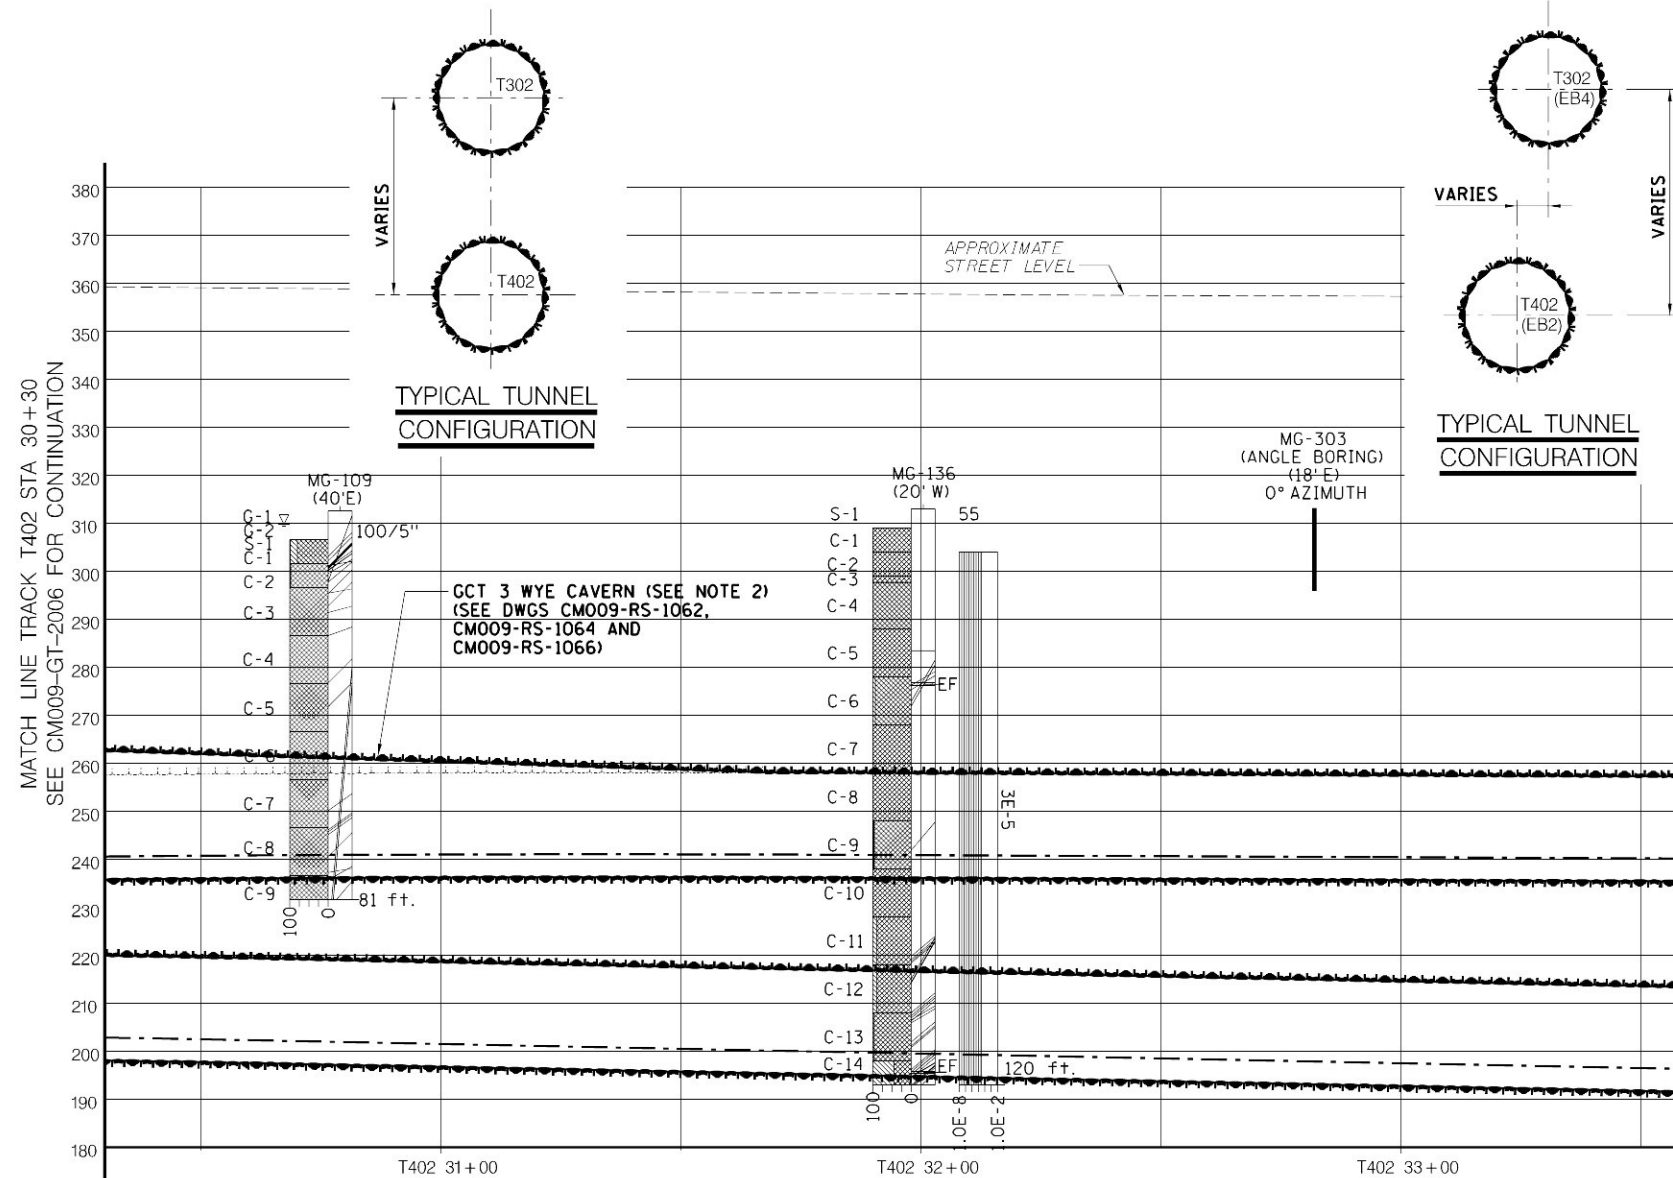 T302
VARIES
T402
TYPICAL TUNNEL
CONFIGURATION
T302
(EB4)
VARIES
VARIES
T402
(EB2)
TYPICAL TUNNEL
CONFIGURATION
MATCH LINE TRACK T402 STA 30+30
SEE CM009-GT-2006 FOR CONTINUATION
380
370
360
350
340
330
320
310
300
290
280
270
260
250
240
230
220
210
200
190
180
APPROXIMATE
STREET LEVEL
MG-109
(40'E)
G-1
G-2
S-1
C-1
C-2
C-3
C-4
C-5
C-6
C-7
C-8
C-9
100/5"
81 ft.
100
0
GCT 3 WYE CAVERN (SEE NOTE 2)
(SEE DWGS CM009-RS-1062,
CM009-RS-1064 AND
CM009-RS-1066)
MG-136
(20' W)
S-1
55
C-1
C-2
C-3
C-4
C-5
C-6
C-7
C-8
C-9
C-10
C-11
C-12
C-13
C-14
EF
EF
3E-5
120 ft.
100
0
.0E-8
.0E-2
MG-303
(ANGLE BORING)
(18' E)
0° AZIMUTH
T402 31+00
T402 32+00
T402 33+00